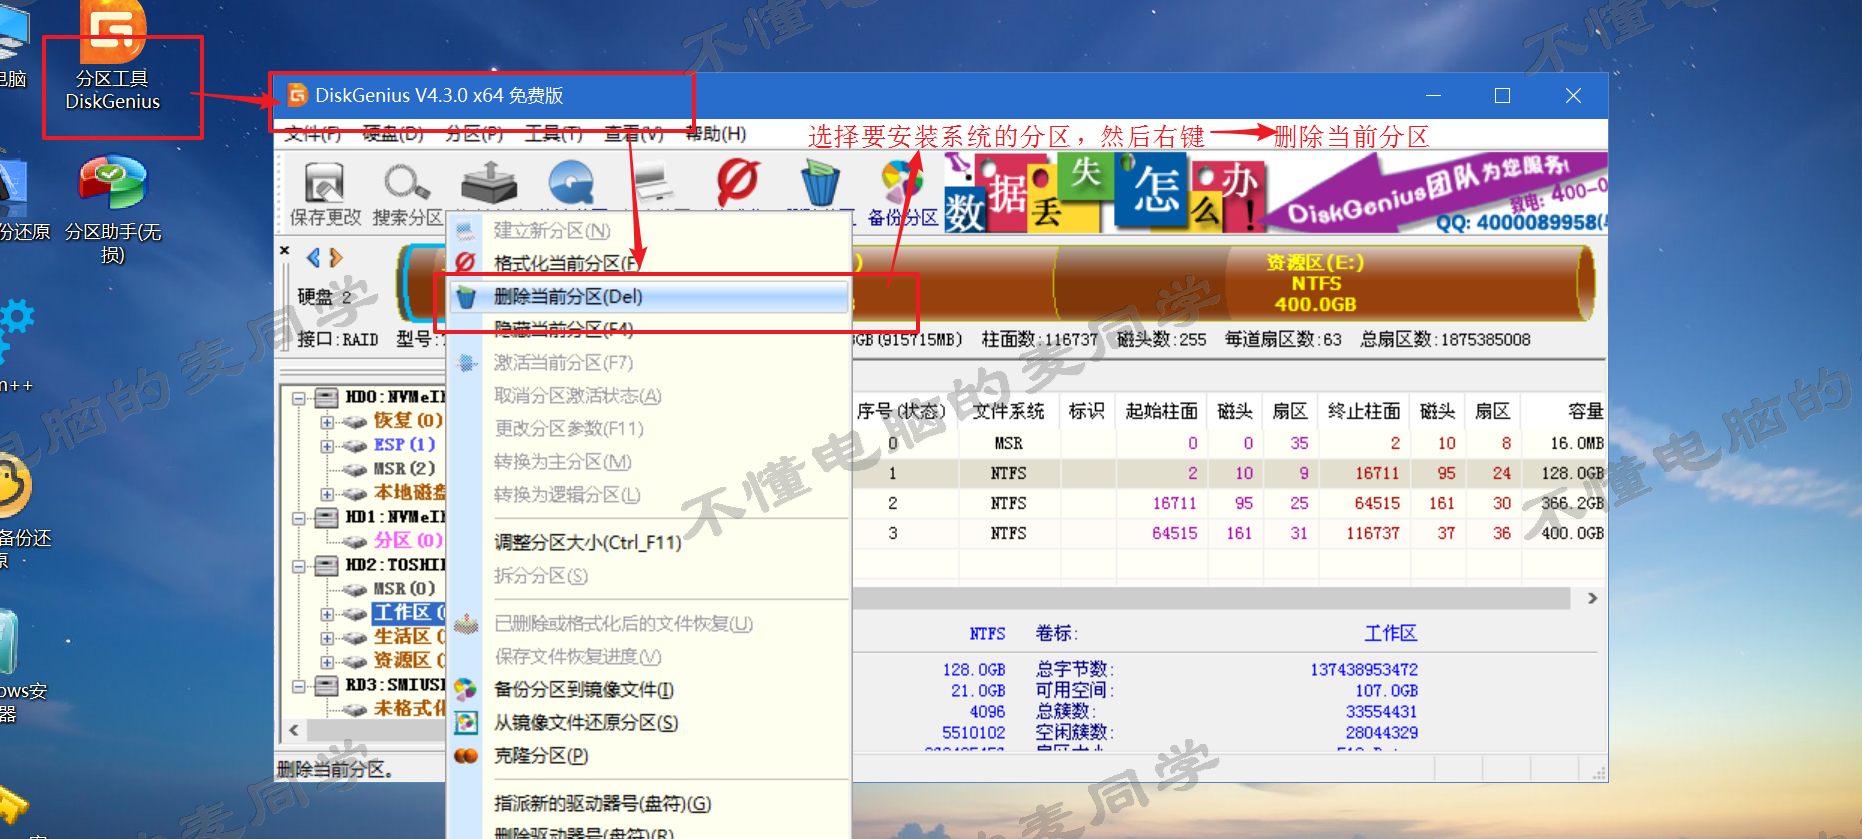 电脑
分区工具
DiskGenius
份还原
分区助手(无
损)
m++
备份还
原
ows安
器
DiskGenius V4.3.0 x64 免费版
文件(F) 硬盘(D) 分区(P) 工具(T) 查看(V) 帮助(H)
选择要安装系统的分区，然后右键 删除当前分区
保存更改 搜索分区 备份分区
数据丢失怎么办!
DiskGenius团队为您服务!
致电: 400-0
QQ: 4000089958
硬盘 2
资源区(E:)
NTFS
400.0GB
接口:RAID 型号: GB(915715MB) 柱面数:116737 磁头数:255 每道扇区数:63 总扇区数:1875385008
建立新分区(N)
格式化当前分区(F
删除当前分区(Del)
隐藏当前分区(F4)
激活当前分区(F7)
取消分区激活状态(A)
更改分区参数(F11)
转换为主分区(M)
转换为逻辑分区(L)
调整分区大小(Ctrl_F11)
拆分分区(S)
已删除或格式化后的文件恢复(U)
保存文件恢复进度(V)
备份分区到镜像文件(I)
从镜像文件还原分区(S)
克隆分区(P)
指派新的驱动器号(盘符)(G)
删除驱动器号(盘符)(R)
HD0:NVMe
恢复(0)
ESP(1)
MSR(2)
本地磁盘
HD1:NVMe
分区(0)
HD2:TOSHI
MSR(0)
工作区(
生活区(
资源区(
RD3:SMIUS
未格式化
删除当前分区。
序号(状态) 文件系统 标识 起始柱面 磁头 扇区 终止柱面 磁头 扇区 容量
0 MSR 0 0 35 2 10 8 16.0MB
1 NTFS 2 10 9 16711 95 24 128.0GB
2 NTFS 16711 95 25 64515 161 30 366.2GB
3 NTFS 64515 161 31 116737 37 36 400.0GB
NTFS 卷标: 工作区
128.0GB 总字节数: 137438953472
21.0GB 可用空间: 107.0GB
4096 总簇数: 33554431
5510102 空闲簇数: 28044329
扇区大小
不懂电脑的麦同学